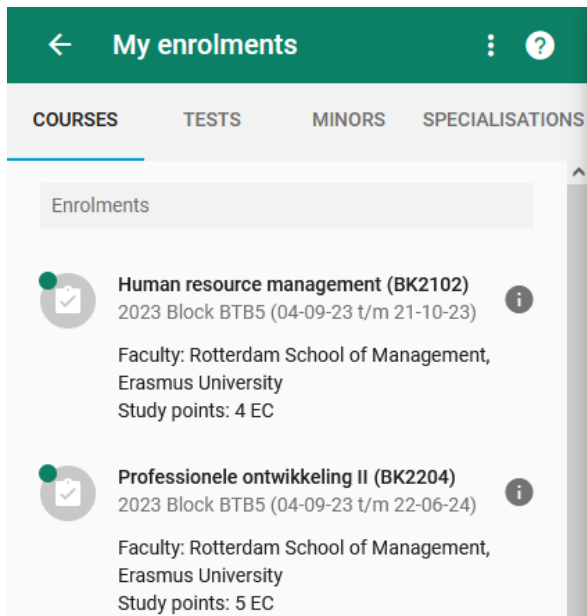 My enrolments
COURSES TESTS MINORS SPECIALISATIONS
Enrolments
Human resource management (BK2102)
2023 Block BTB5 (04-09-23 t/m 21-10-23)
Faculty: Rotterdam School of Management,
Erasmus University
Study points: 4 EC
Professionele ontwikkeling II (BK2204)
2023 Block BTB5 (04-09-23 t/m 22-06-24)
Faculty: Rotterdam School of Management,
Erasmus University
Study points: 5 EC